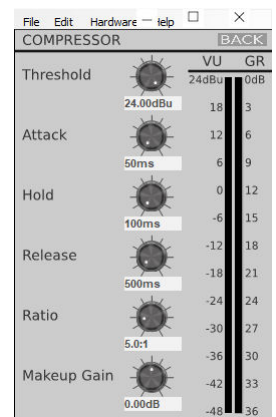 File Edit Hardware Help
COMPRESSOR BACK
VU GR
Threshold
24.00dBu
Attack
50ms
Hold
100ms
Release
500ms
Ratio
5.0:1
Makeup Gain
0.00dB
24dBu 0dB
18 3
12 6
6 9
0 12
-6 15
-12 18
-18 21
-24 24
-30 27
-36 30
-42 33
-48 36